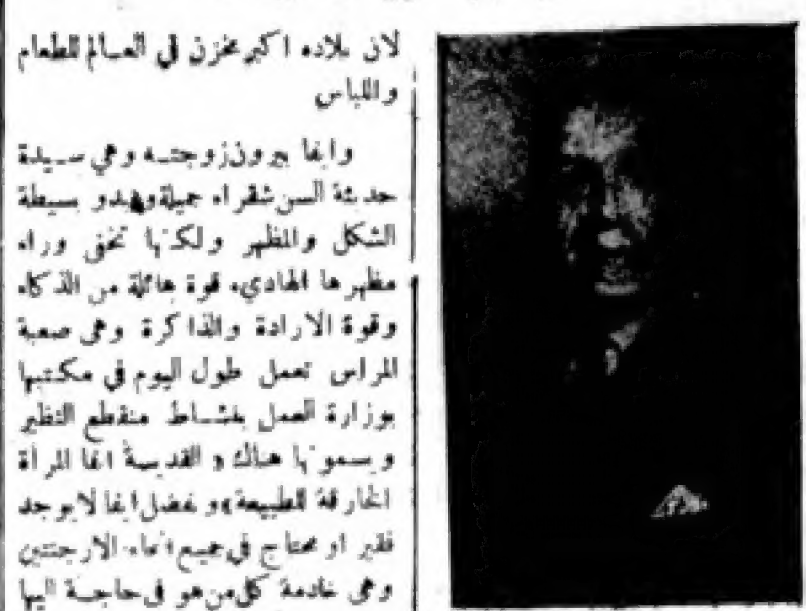 لان بلاده اكبر مخزن في العالم للطعام
واللباس
وايفا بيرون زوجته وهي سيدة
حديثة السن شقراء جميلة وتبدو بسيطة
الشكل والمظهر ولكنها تخفي وراء
مظهرها الهاديء قوة هائلة من الذكاء
وقوة الارادة والذاكرة وهي صعبة
المراس تعمل طول اليوم في مكتبها
بوزارة العمل بنشاط منقطع النظير
ويسمونها هناك « القديسة ايفا المرأة
الخارقة للطبيعة » وبفضل ايفا لا يوجد
فقير او محتاج في جميع انحاء الارجنتين
وهي خادمة كل من هو في حاجة اليها